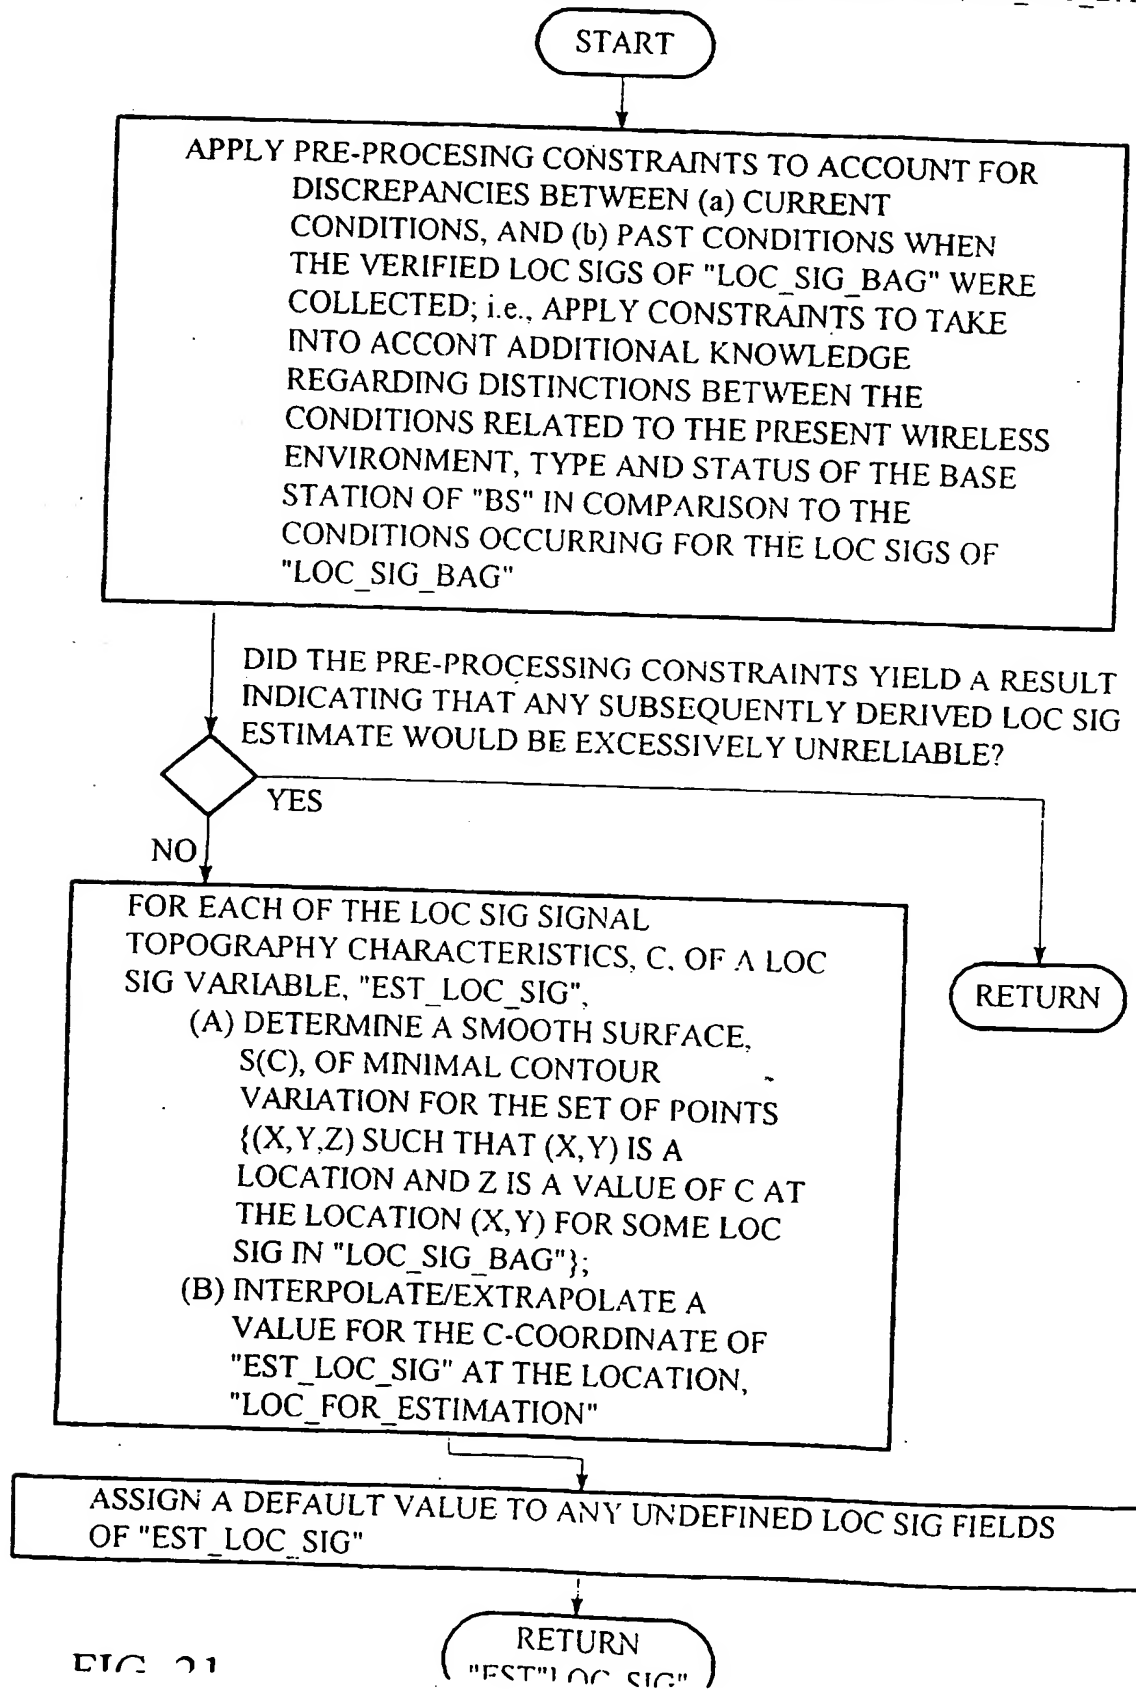 START
APPLY PRE-PROCESING CONSTRAINTS TO ACCOUNT FOR
DISCREPANCIES BETWEEN (a) CURRENT
CONDITIONS, AND (b) PAST CONDITIONS WHEN
THE VERIFIED LOC SIGS OF "LOC_SIG_BAG" WERE
COLLECTED; i.e., APPLY CONSTRAINTS TO TAKE
INTO ACCONT ADDITIONAL KNOWLEDGE
REGARDING DISTINCTIONS BETWEEN THE
CONDITIONS RELATED TO THE PRESENT WIRELESS
ENVIRONMENT, TYPE AND STATUS OF THE BASE
STATION OF "BS" IN COMPARISON TO THE
CONDITIONS OCCURRING FOR THE LOC SIGS OF
"LOC_SIG_BAG"
DID THE PRE-PROCESSING CONSTRAINTS YIELD A RESULT
INDICATING THAT ANY SUBSEQUENTLY DERIVED LOC SIG
ESTIMATE WOULD BE EXCESSIVELY UNRELIABLE?
YES
NO
FOR EACH OF THE LOC SIG SIGNAL
TOPOGRAPHY CHARACTERISTICS, C, OF A LOC
SIG VARIABLE, "EST_LOC_SIG",
(A) DETERMINE A SMOOTH SURFACE,
S(C), OF MINIMAL CONTOUR
VARIATION FOR THE SET OF POINTS
{(X,Y,Z) SUCH THAT (X,Y) IS A
LOCATION AND Z IS A VALUE OF C AT
THE LOCATION (X,Y) FOR SOME LOC
SIG IN "LOC_SIG_BAG"};
(B) INTERPOLATE/EXTRAPOLATE A
VALUE FOR THE C-COORDINATE OF
"EST_LOC_SIG" AT THE LOCATION,
"LOC_FOR_ESTIMATION"
RETURN
ASSIGN A DEFAULT VALUE TO ANY UNDEFINED LOC SIG FIELDS
OF "EST_LOC_SIG"
RETURN
"EST"LOC_SIG"
FIG. 21